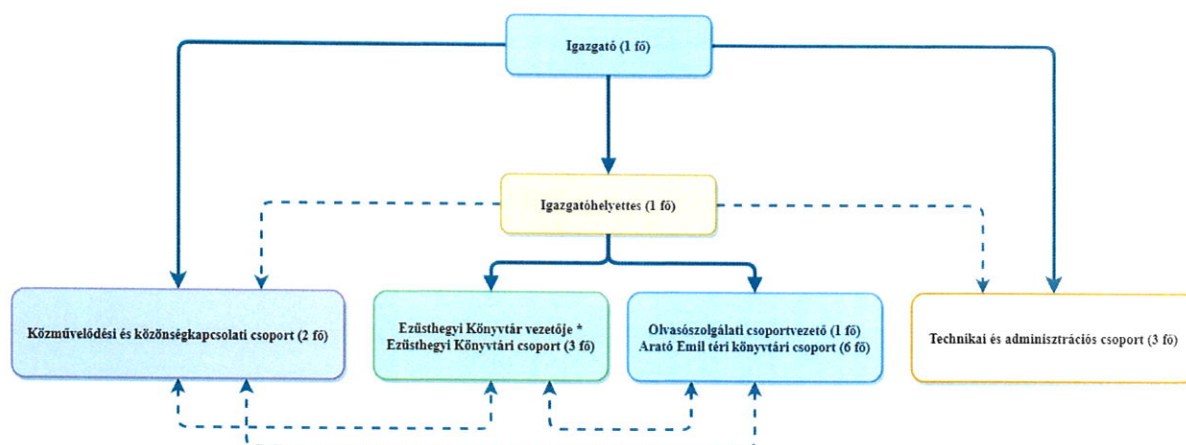 Igazgató (1 fő)
Igazgatóhelyettes (1 fő)
Közművelődési és közönségkapcsolati csoport (2 fő)
Ezüsthegyi Könyvtár vezetője *
Ezüsthegyi Könyvtári csoport (3 fő)
Olvasószolgálati csoportvezető (1 fő)
Arató Emil téri könyvtári csoport (6 fő)
Technikai és adminisztrációs csoport (3 fő)